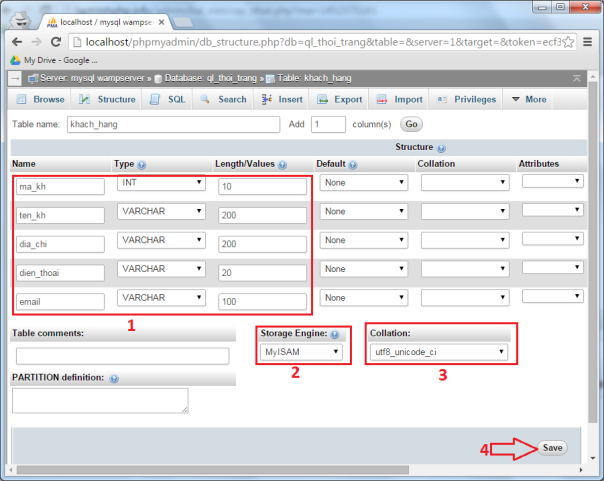 localhost / mysql wampser
localhost/phpmyadmin/db_structure.php?db=ql_thoi_trang&table=&server=1&target=&token=ecf3
My Drive - Google ...
Server: mysql wampserver » Database: ql_thoi_trang » Table: khach_hang
Browse Structure SQL Search Insert Export Import Privileges More
Table name: khach_hang Add 1 column(s) Go
Structure
Name Type Length/Values Default Collation Attributes
ma_kh INT 10 None
ten_kh VARCHAR 200 None
dia_chi VARCHAR 200 None
dien_thoai VARCHAR 20 None
email VARCHAR 100 None
1
Table comments: Storage Engine: Collation:
MyISAM utf8_unicode_ci
2 3
PARTITION definition:
4 Save